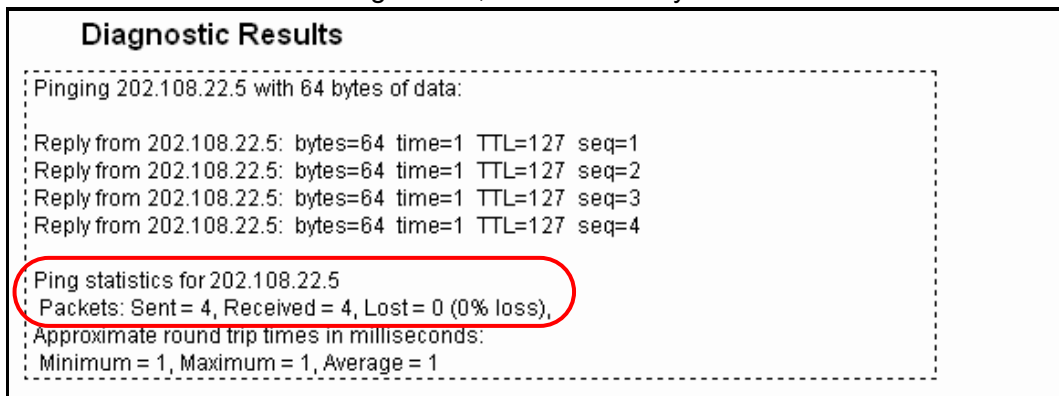 Diagnostic Results
Pinging 202.108.22.5 with 64 bytes of data:
Reply from 202.108.22.5: bytes=64 time=1 TTL=127 seq=1
Reply from 202.108.22.5: bytes=64 time=1 TTL=127 seq=2
Reply from 202.108.22.5: bytes=64 time=1 TTL=127 seq=3
Reply from 202.108.22.5: bytes=64 time=1 TTL=127 seq=4
Ping statistics for 202.108.22.5
Packets: Sent = 4, Received = 4, Lost = 0 (0% loss),
Approximate round trip times in milliseconds:
Minimum = 1, Maximum = 1, Average = 1